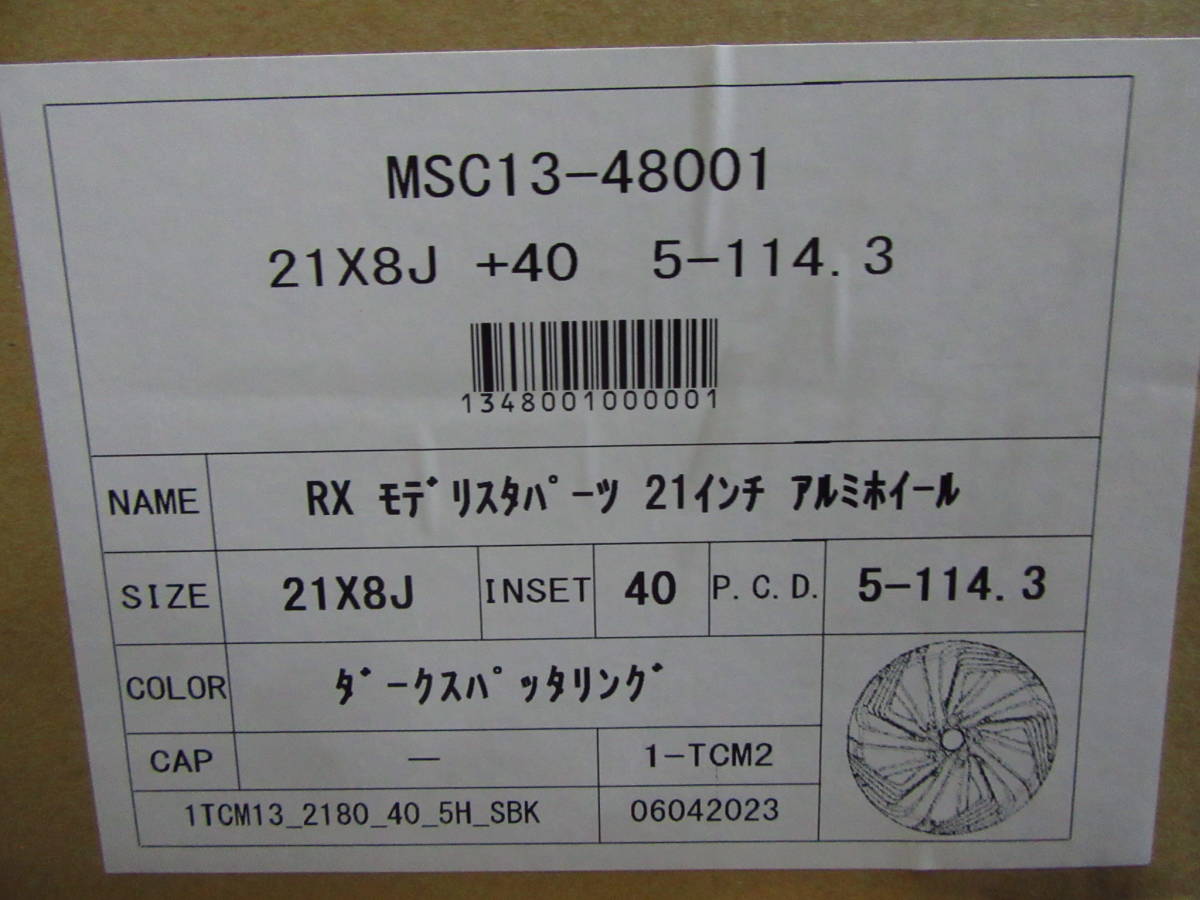 MSC13-48001
21X8J +40 5-114.3
1348001000001
NAME RX ﾓﾃﾞﾘｽﾀﾊﾟｰﾂ 21ｲﾝﾁ ｱﾙﾐﾎｲｰﾙ
SIZE 21X8J INSET 40 P.C.D. 5-114.3
COLOR ﾀﾞｰｸｽﾊﾟｯﾀﾘﾝｸﾞ
CAP — 1-TCM2
1TCM13_2180_40_5H_SBK 06042023